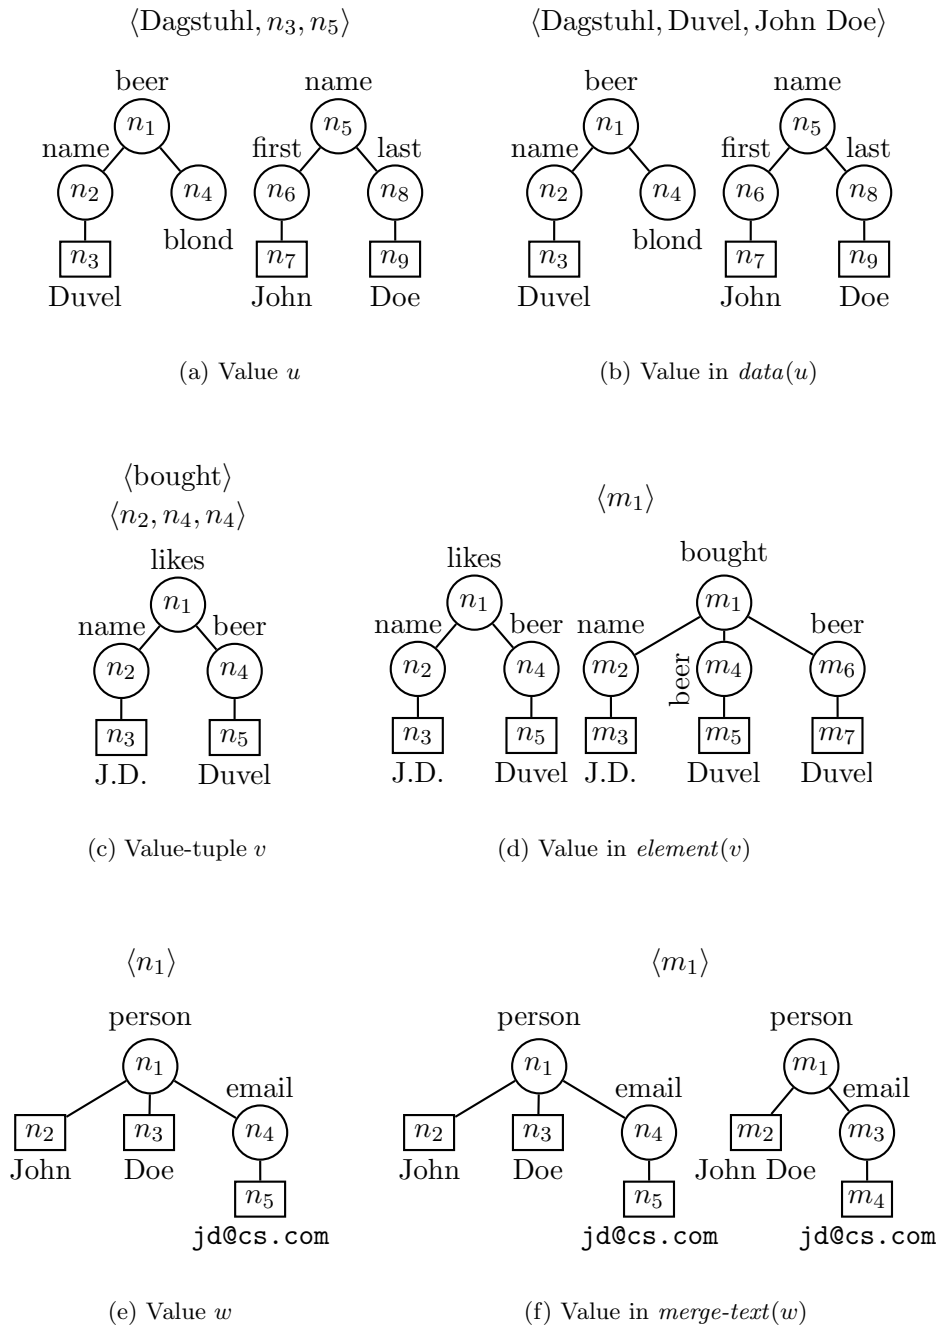 ⟨Dagstuhl, n₃, n₅⟩ ⟨Dagstuhl, Duvel, John Doe⟩
beer name beer name
n₁ n₅ n₁ n₅
name first last name first last
n₂ n₄ n₆ n₈ n₂ n₄ n₆ n₈
blond blond
n₃ n₇ n₉ n₃ n₇ n₉
Duvel John Doe Duvel John Doe
(a) Value u (b) Value in data(u)
⟨bought⟩
⟨n₂, n₄, n₄⟩ ⟨m₁⟩
likes likes bought
n₁ n₁ m₁
name beer name beer name beer
n₂ n₄ n₂ n₄ m₂ beer m₄ m₆
n₃ n₅ n₃ n₅ m₃ m₅ m₇
J.D. Duvel J.D. Duvel J.D. Duvel Duvel
(c) Value-tuple v (d) Value in element(v)
⟨n₁⟩ ⟨m₁⟩
person person person
n₁ n₁ m₁
email email email
n₂ n₃ n₄ n₂ n₃ n₄ m₂ m₃
John Doe John Doe John Doe
n₅ n₅ m₄
jd@cs.com jd@cs.com jd@cs.com
(e) Value w (f) Value in merge-text(w)